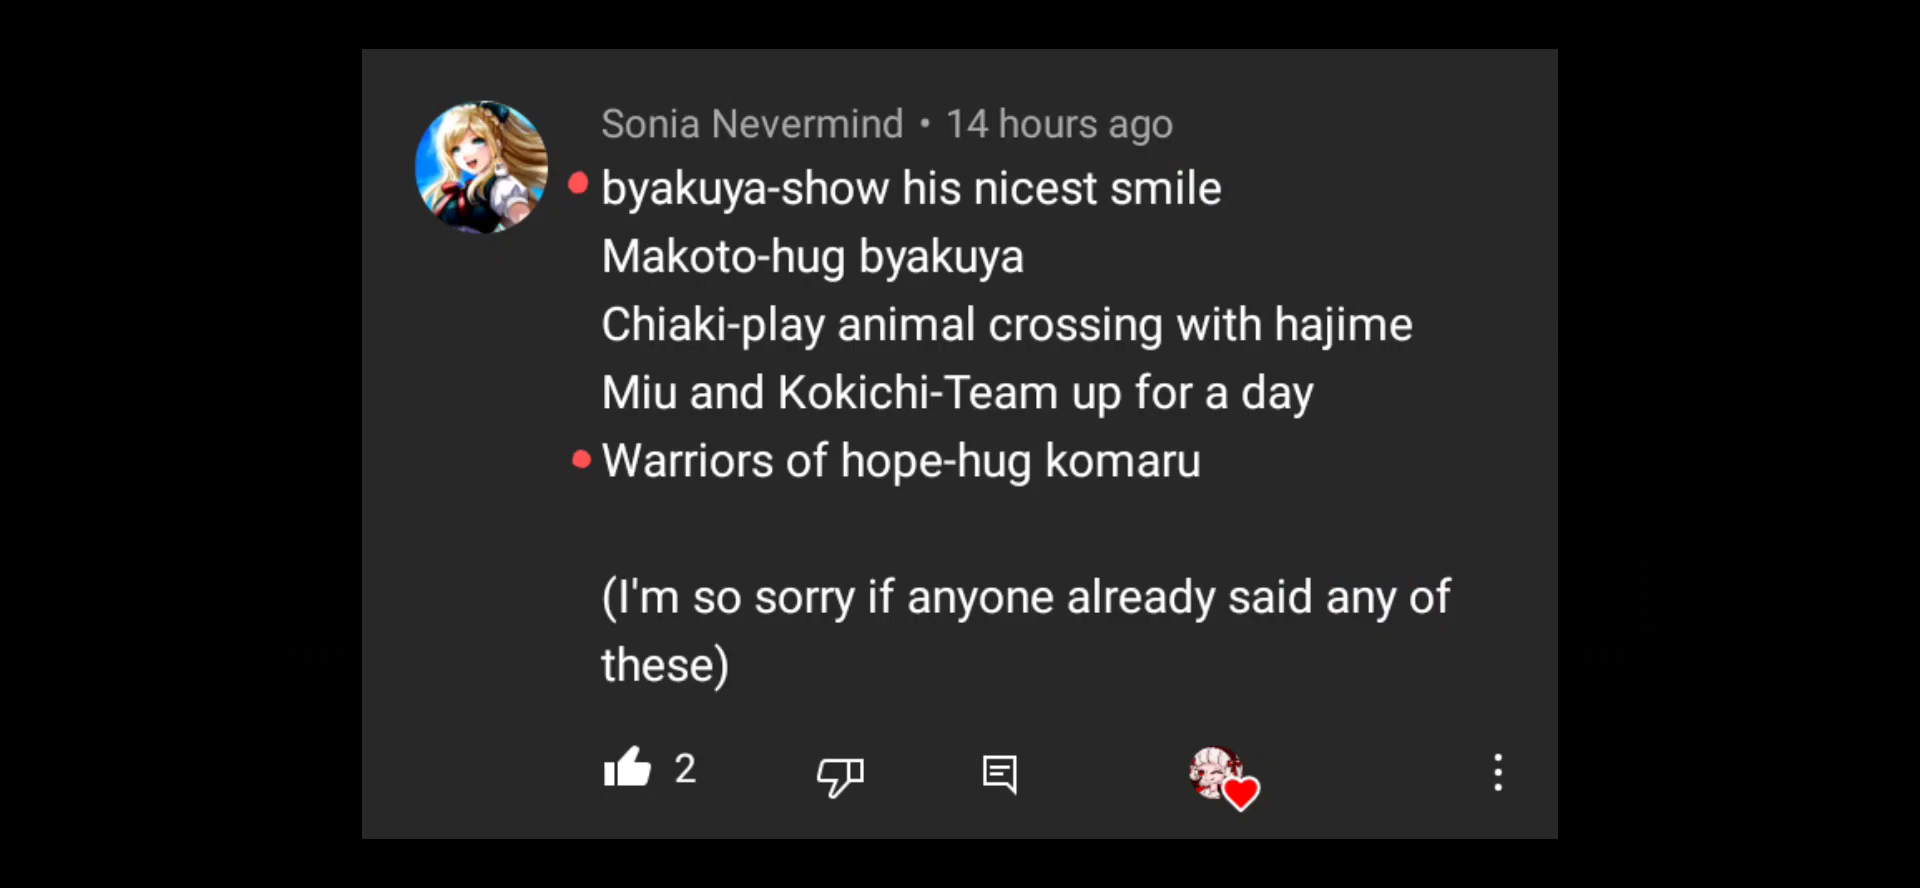 Sonia Nevermind • 14 hours ago
byakuya-show his nicest smile
Makoto-hug byakuya
Chiaki-play animal crossing with hajime
Miu and Kokichi-Team up for a day
Warriors of hope-hug komaru
(I'm so sorry if anyone already said any of
these)
2